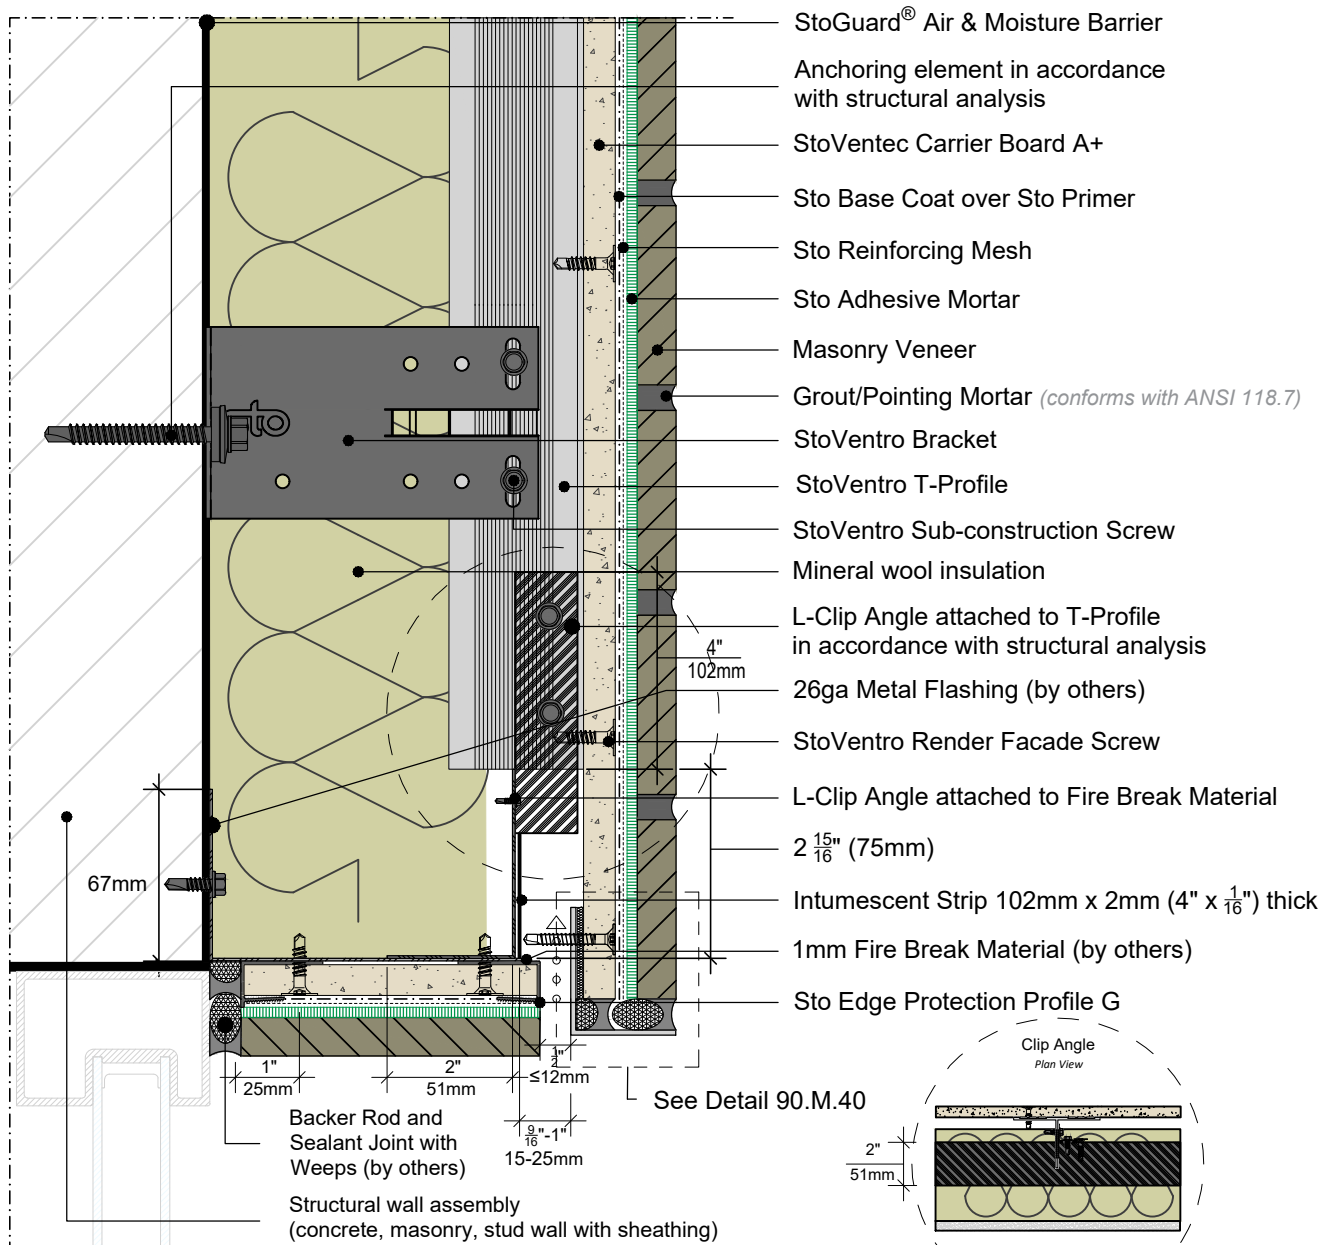 StoGuard® Air & Moisture Barrier
Anchoring element in accordance
with structural analysis
StoVentec Carrier Board A+
Sto Base Coat over Sto Primer
Sto Reinforcing Mesh
Sto Adhesive Mortar
Masonry Veneer
Grout/Pointing Mortar (conforms with ANSI 118.7)
StoVentro Bracket
StoVentro T-Profile
StoVentro Sub-construction Screw
Mineral wool insulation
L-Clip Angle attached to T-Profile
in accordance with structural analysis
4"
102mm
26ga Metal Flashing (by others)
StoVentro Render Facade Screw
L-Clip Angle attached to Fire Break Material
2 15/16" (75mm)
67mm
Intumescent Strip 102mm x 2mm (4" x 1/16") thick
1mm Fire Break Material (by others)
Sto Edge Protection Profile G
1"
25mm
2"
51mm
1/2"
≤12mm
9/16"-1"
15-25mm
See Detail 90.M.40
Clip Angle
Plan View
2"
51mm
Backer Rod and
Sealant Joint with
Weeps (by others)
Structural wall assembly
(concrete, masonry, stud wall with sheathing)